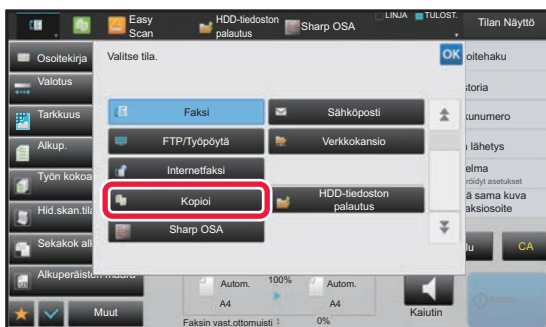 Easy
Scan
HDD-tiedoston
palautus
Sharp OSA
LINJA
TULOST.
Tilan Näyttö
Osoitekirja
Valitse tila.
OK
oitehaku
Valotus
storia
Tarkkuus
Faksi
Sähköposti
kunumero
Alkup.
FTP/Työpöytä
Verkkokansio
lähetys
Työn kokoa
Internetfaksi
elma
röidyt asetukset
Kopioi
HDD-tiedoston
palautus
ä sama kuva
aksiosoite
Hid.skan.tila
Sharp OSA
Sekakok alk
lu
CA
Alkuperäisten määrä
Autom.
100%
Autom.
A4
A4
Muut
Kaiutin
Faksin vast.ottomuisti
0%